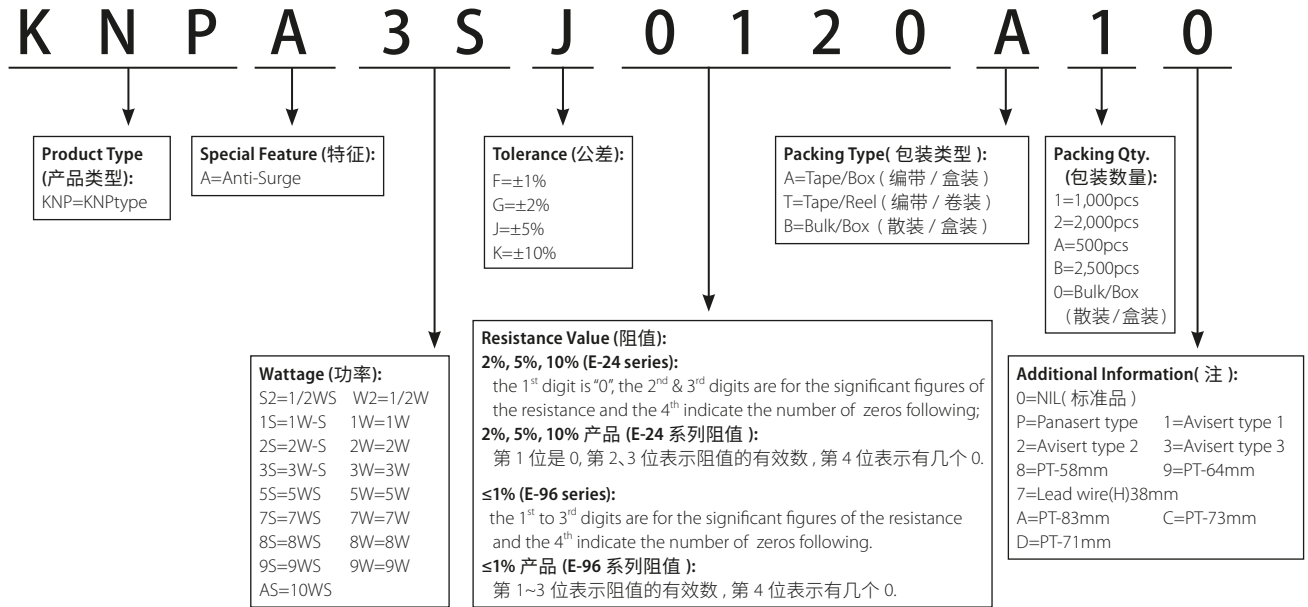 K N P A 3 S J 0 1 2 0 A 1 0
Product Type
(产品类型):
KNP=KNPtype
Special Feature (特征):
A=Anti-Surge
Tolerance (公差):
F=±1%
G=±2%
J=±5%
K=±10%
Packing Type( 包装类型 ):
A=Tape/Box ( 编带 / 盒装 )
T=Tape/Reel ( 编带 / 卷装 )
B=Bulk/Box ( 散装 / 盒装 )
Packing Qty.
(包装数量):
1=1,000pcs
2=2,000pcs
A=500pcs
B=2,500pcs
0=Bulk/Box
(散装/盒装)
Wattage (功率):
S2=1/2WS W2=1/2W
1S=1W-S 1W=1W
2S=2W-S 2W=2W
3S=3W-S 3W=3W
5S=5WS 5W=5W
7S=7WS 7W=7W
8S=8WS 8W=8W
9S=9WS 9W=9W
AS=10WS
Resistance Value (阻值):
2%, 5%, 10% (E-24 series):
the 1st digit is "0", the 2nd & 3rd digits are for the significant figures of
the resistance and the 4th indicate the number of zeros following;
2%, 5%, 10% 产品 (E-24 系列阻值 ):
第 1 位是 0, 第 2、3 位表示阻值的有效数 , 第 4 位表示有几个 0.
≤1% (E-96 series):
the 1st to 3rd digits are for the significant figures of the resistance
and the 4th indicate the number of zeros following.
≤1% 产品 (E-96 系列阻值 ):
第 1~3 位表示阻值的有效数 , 第 4 位表示有几个 0.
Additional Information( 注 ):
0=NIL( 标准品 )
P=Panasert type 1=Avisert type 1
2=Avisert type 2 3=Avisert type 3
8=PT-58mm 9=PT-64mm
7=Lead wire(H)38mm
A=PT-83mm C=PT-73mm
D=PT-71mm